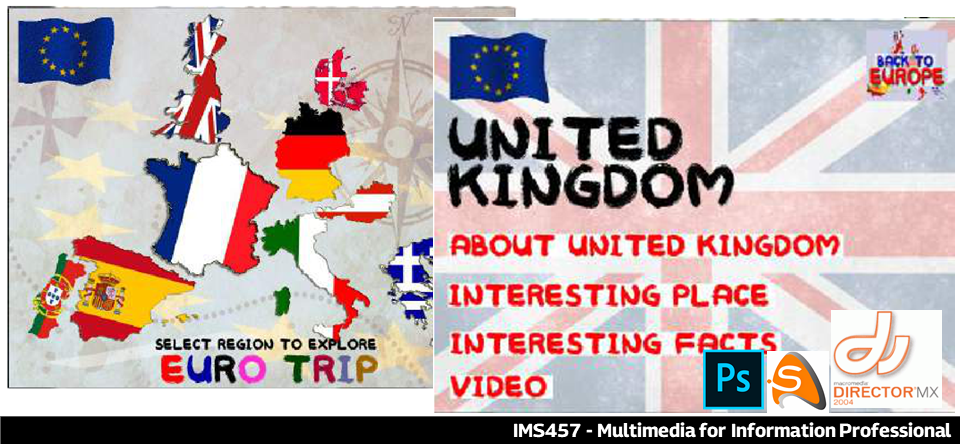 SELECT REGION TO EXPLORE
EURO TRIP
BACK TO
EUROPE
UNITED
KINGDOM
ABOUT UNITED KINGDOM
INTERESTING PLACE
INTERESTING FACTS
VIDEO
Ps
S
macromedia
DIRECTOR®MX
2004
IMS457 - Multimedia for Information Professional